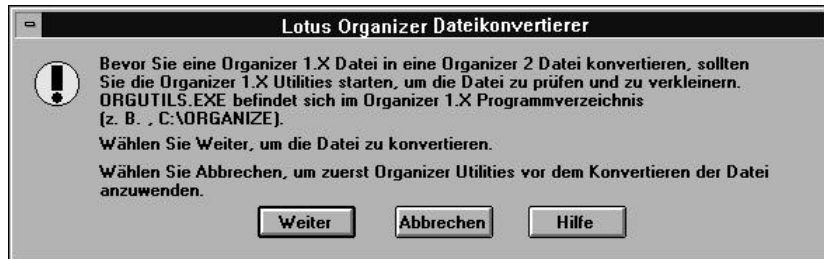 Lotus Organizer Dateikonvertierer
Bevor Sie eine Organizer 1.X Datei in eine Organizer 2 Datei konvertieren, sollten
Sie die Organizer 1.X Utilities starten, um die Datei zu prüfen und zu verkleinern.
ORGUTILS.EXE befindet sich im Organizer 1.X Programmverzeichnis
(z. B. , C:\ORGANIZE).
Wählen Sie Weiter, um die Datei zu konvertieren.
Wählen Sie Abbrechen, um zuerst Organizer Utilities vor dem Konvertieren der Datei
anzuwenden.
Weiter Abbrechen Hilfe